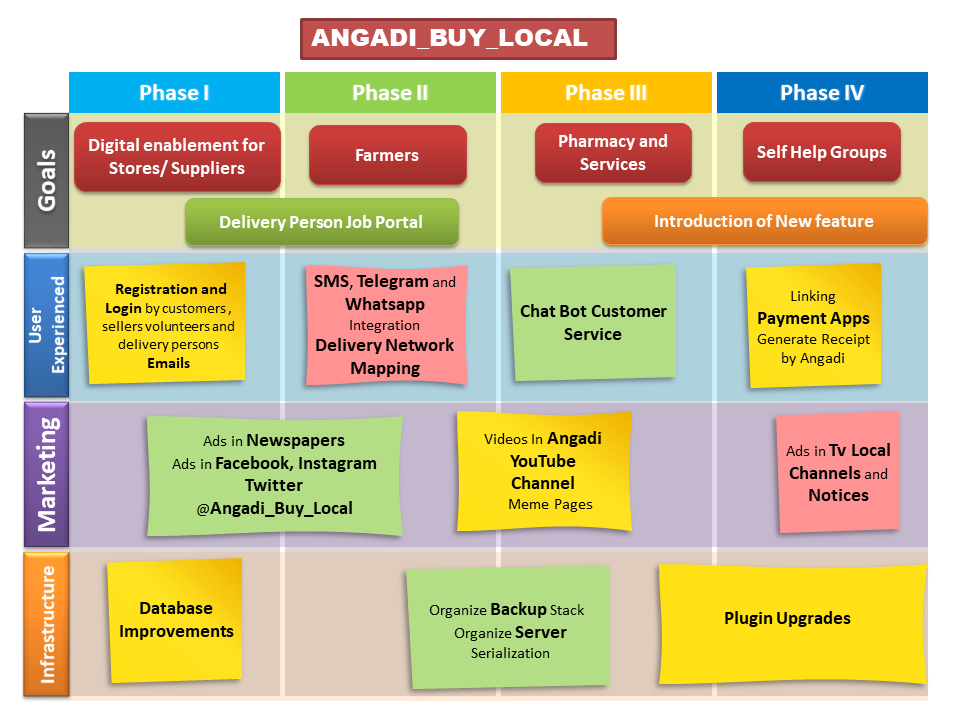 ANGADI_BUY_LOCAL
Phase I
Phase II
Phase III
Phase IV
Goals
Digital enablement for
Stores/ Suppliers
Farmers
Pharmacy and
Services
Self Help Groups
Delivery Person Job Portal
Introduction of New feature
User
Experienced
Registration and
Login by customers ,
sellers volunteers and
delivery persons
Emails
SMS, Telegram and
Whatsapp
Integration
Delivery Network
Mapping
Chat Bot Customer
Service
Linking
Payment Apps
Generate Receipt
by Angadi
Marketing
Ads in Newspapers
Ads in Facebook, Instagram
Twitter
@Angadi_Buy_Local
Videos In Angadi
YouTube
Channel
Meme Pages
Ads in Tv Local
Channels and
Notices
Infrastructure
Database
Improvements
Organize Backup Stack
Organize Server
Serialization
Plugin Upgrades